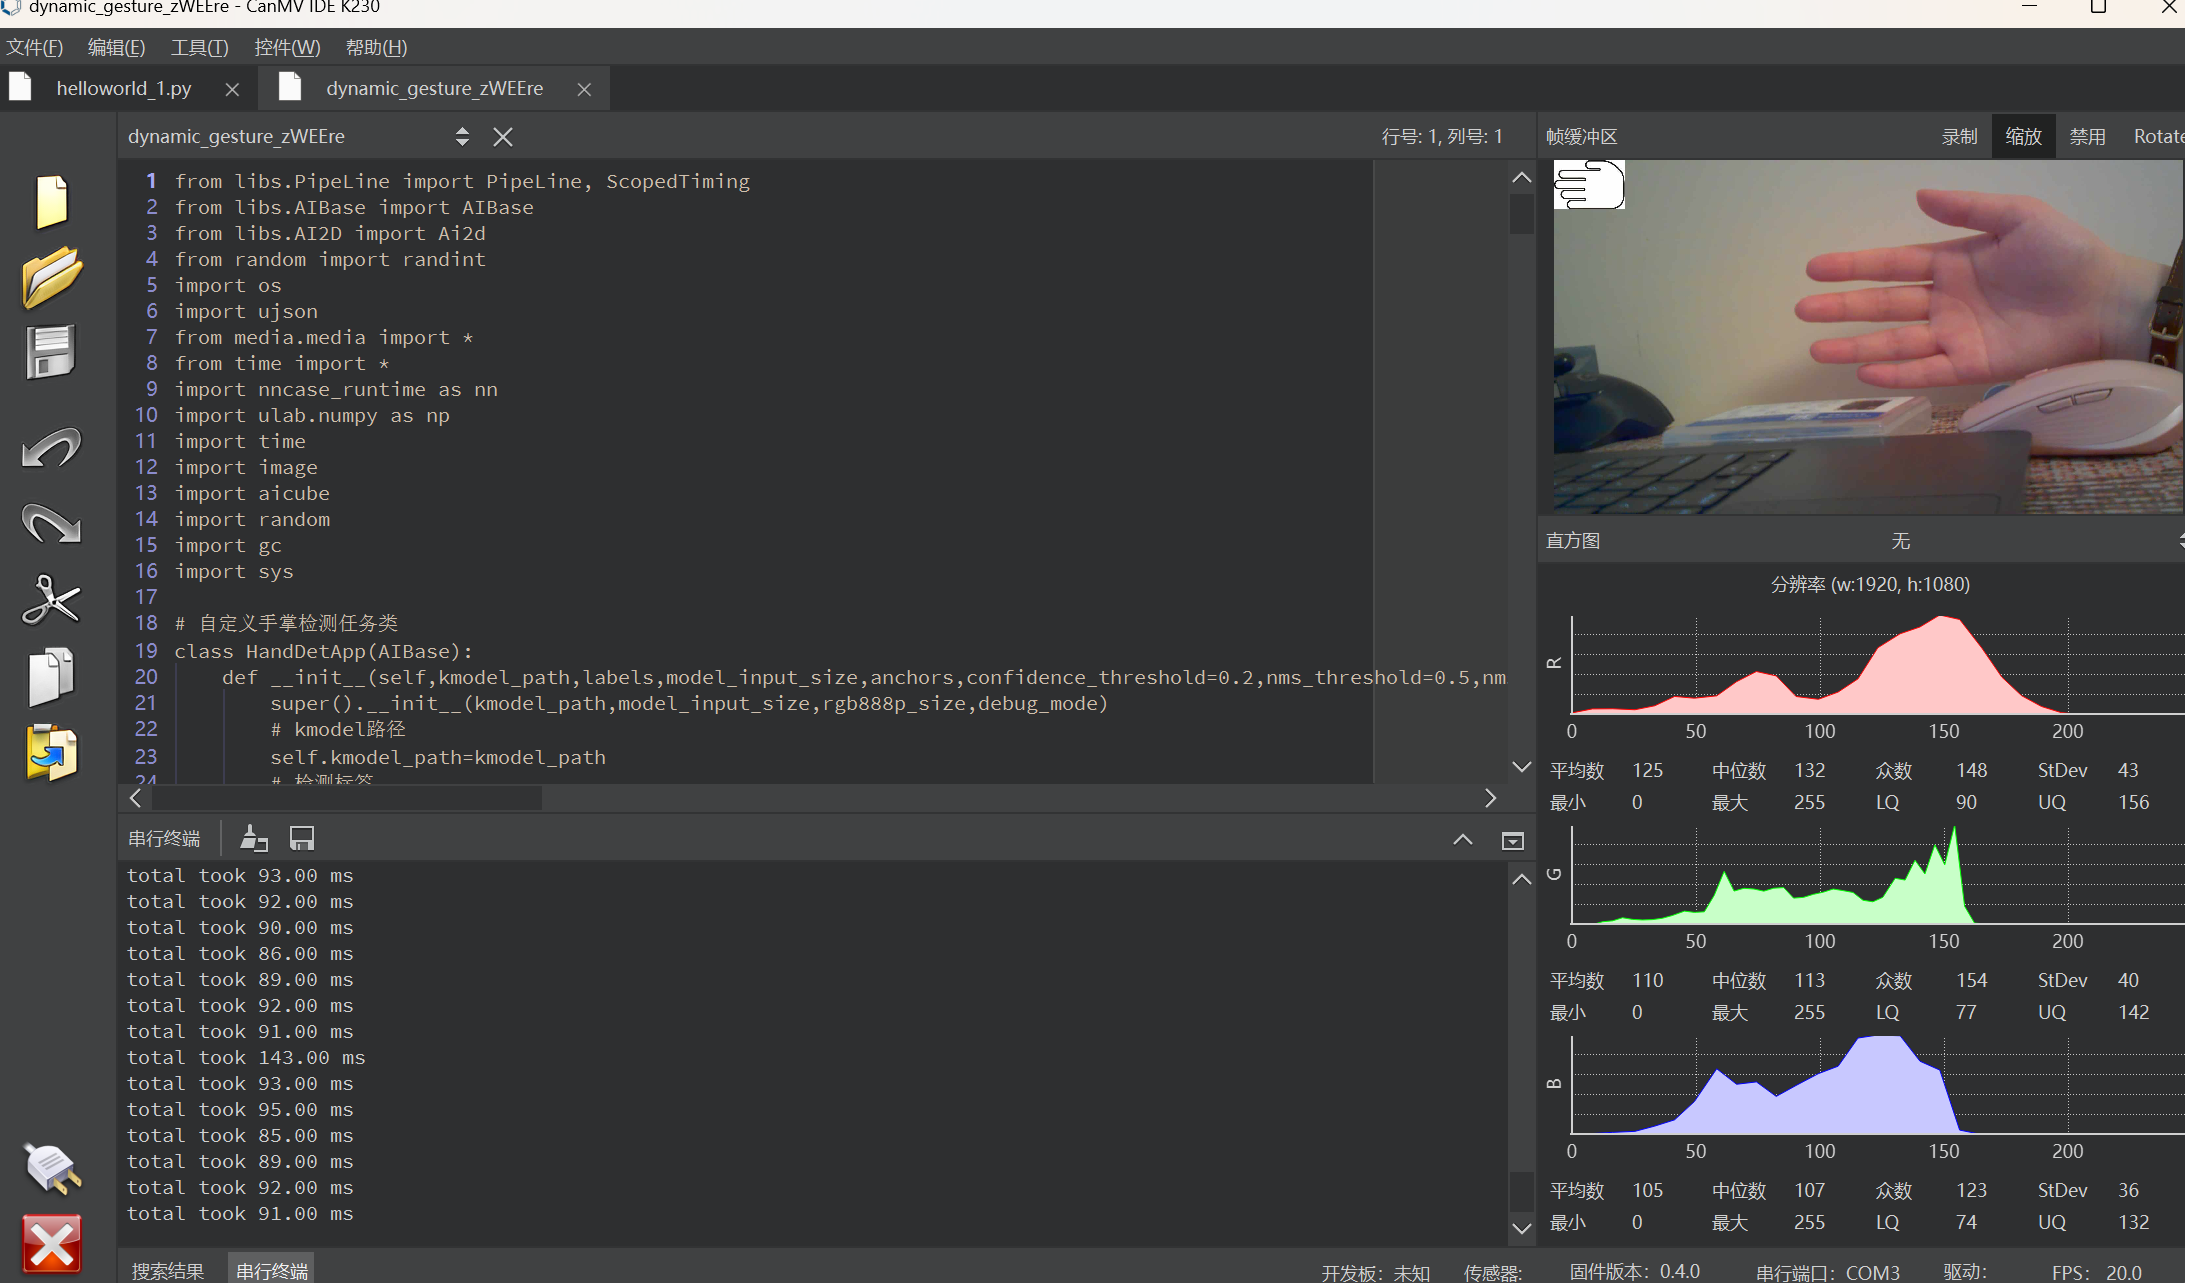 dynamic_gesture_zWEEre - CanMV IDE K230
文件(F) 编辑(E) 工具(T) 控件(W) 帮助(H)
helloworld_1.py
dynamic_gesture_zWEEre
dynamic_gesture_zWEEre
行号: 1, 列号: 1
1 from libs.PipeLine import PipeLine, ScopedTiming
2 from libs.AIBase import AIBase
3 from libs.AI2D import Ai2d
4 from random import randint
5 import os
6 import ujson
7 from media.media import *
8 from time import *
9 import nncase_runtime as nn
10 import ulab.numpy as np
11 import time
12 import image
13 import aicube
14 import random
15 import gc
16 import sys
17
18 # 自定义手掌检测任务类
19 class HandDetApp(AIBase):
20 def __init__(self,kmodel_path,labels,model_input_size,anchors,confidence_threshold=0.2,nms_threshold=0.5,nm
21 super().__init__(kmodel_path,model_input_size,rgb888p_size,debug_mode)
22 # kmodel路径
23 self.kmodel_path=kmodel_path
24 # 检测标签
串行终端
total took 93.00 ms
total took 92.00 ms
total took 90.00 ms
total took 86.00 ms
total took 89.00 ms
total took 92.00 ms
total took 91.00 ms
total took 143.00 ms
total took 93.00 ms
total took 95.00 ms
total took 85.00 ms
total took 89.00 ms
total took 92.00 ms
total took 91.00 ms
搜索结果 串行终端
帧缓冲区 录制 缩放 禁用 Rotate
直方图 无
分辨率 (w:1920, h:1080)
R
0 50 100 150 200
平均数 125 中位数 132 众数 148 StDev 43
最小 0 最大 255 LQ 90 UQ 156
G
0 50 100 150 200
平均数 110 中位数 113 众数 154 StDev 40
最小 0 最大 255 LQ 77 UQ 142
B
0 50 100 150 200
平均数 105 中位数 107 众数 123 StDev 36
最小 0 最大 255 LQ 74 UQ 132
开发板: 未知 传感器: 固件版本: 0.4.0 串行端口: COM3 驱动: FPS: 20.0